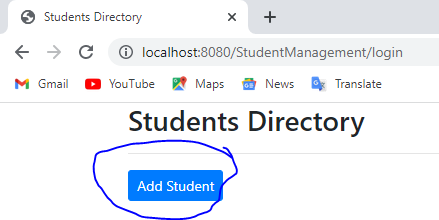 Students Directory
localhost:8080/StudentManagement/login
Gmail YouTube Maps News Translate
Students Directory
Add Student